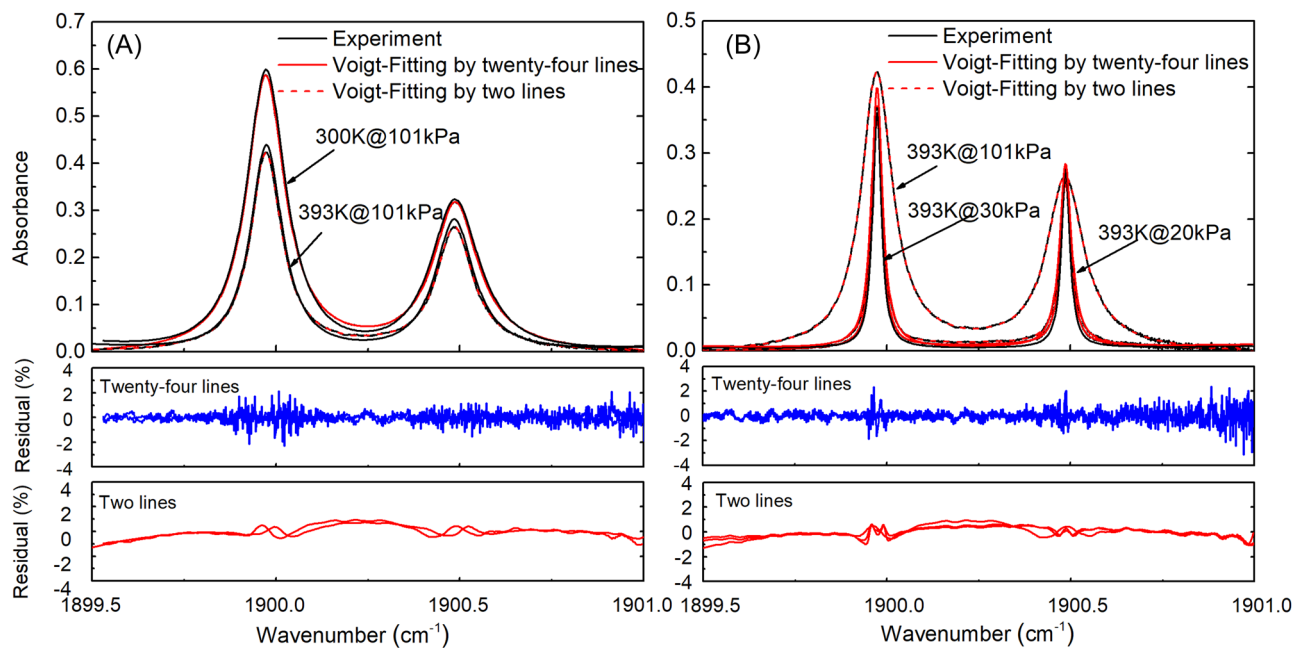 (A)
Experiment
Voigt-Fitting by twenty-four lines
Voigt-Fitting by two lines
300K@101kPa
393K@101kPa
Absorbance
0.7
0.6
0.5
0.4
0.3
0.2
0.1
0.0
Twenty-four lines
Residual (%)
4
2
0
-2
-4
Two lines
Residual (%)
4
2
0
-2
-4
1899.5
1900.0
1900.5
1901.0
Wavenumber (cm⁻¹)
(B)
Experiment
Voigt-Fitting by twenty-four lines
Voigt-Fitting by two lines
393K@101kPa
393K@30kPa
393K@20kPa
0.5
0.4
0.3
0.2
0.1
0.0
Twenty-four lines
4
2
0
-2
-4
Two lines
4
2
0
-2
-4
1899.5
1900.0
1900.5
1901.0
Wavenumber (cm⁻¹)